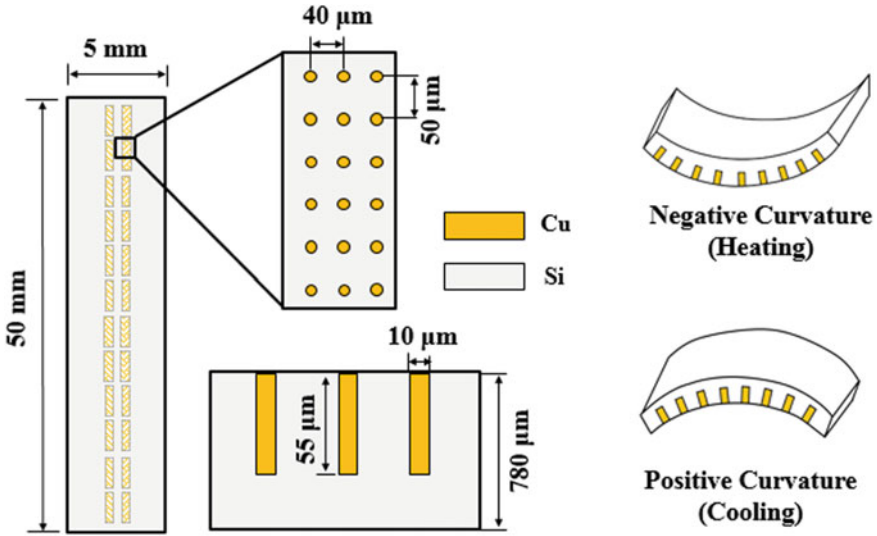 5 mm
50 mm
40 μm
50 μm
Cu
Si
10 μm
55 μm
780 μm
Negative Curvature
(Heating)
Positive Curvature
(Cooling)